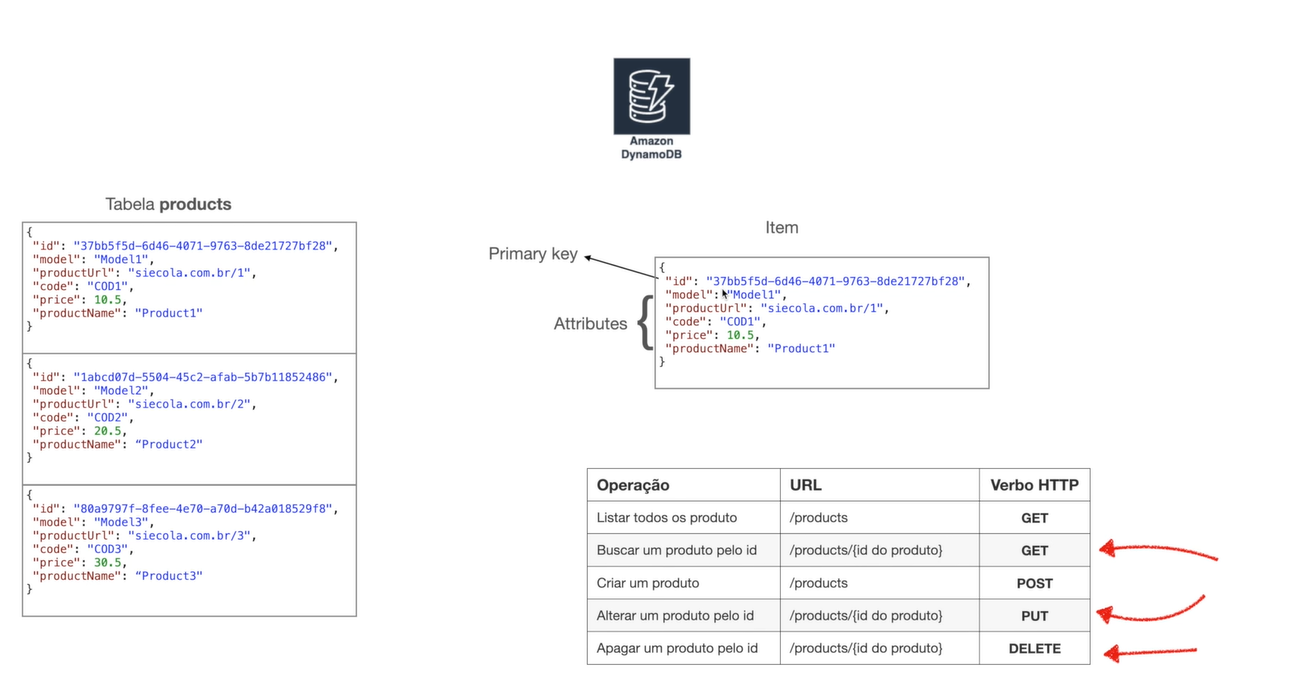 Amazon
DynamoDB
Tabela products
{
"id": "37bb5f5d-6d46-4071-9763-8de21727bf28",
"model": "Model1",
"productUrl": "siecola.com.br/1",
"code": "COD1",
"price": 10.5,
"productName": "Product1"
}
{
"id": "1abcd07d-5504-45c2-afab-5b7b11852486",
"model": "Model2",
"productUrl": "siecola.com.br/2",
"code": "COD2",
"price": 20.5,
"productName": “Product2"
}
{
"id": "80a9797f-8fee-4e70-a70d-b42a018529f8",
"model": "Model3",
"productUrl": "siecola.com.br/3",
"code": "COD3",
"price": 30.5,
"productName": “Product3"
}
Item
Primary key
Attributes
{
"id": "37bb5f5d-6d46-4071-9763-8de21727bf28",
"model": "Model1",
"productUrl": "siecola.com.br/1",
"code": "COD1",
"price": 10.5,
"productName": "Product1"
}
Operação URL Verbo HTTP
Listar todos os produto /products GET
Buscar um produto pelo id /products/{id do produto} GET
Criar um produto /products POST
Alterar um produto pelo id /products/{id do produto} PUT
Apagar um produto pelo id /products/{id do produto} DELETE